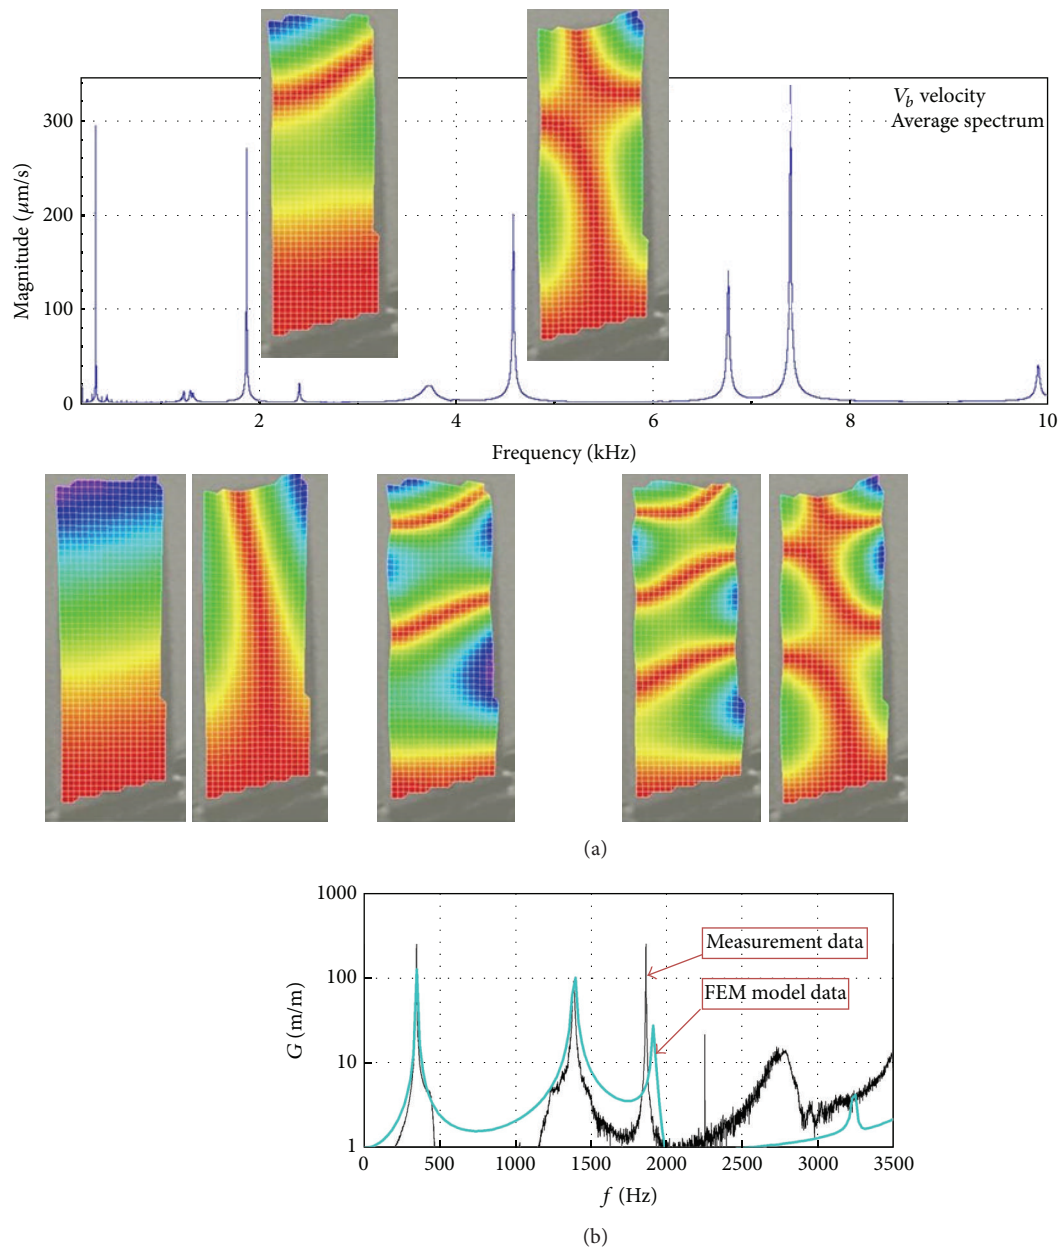 V_b velocity
Average spectrum
Magnitude (μm/s)
300
200
100
0
2
4
6
8
10
Frequency (kHz)
(a)
1000
100
10
1
G (m/m)
Measurement data
FEM model data
0
500
1000
1500
2000
2500
3000
3500
f (Hz)
(b)